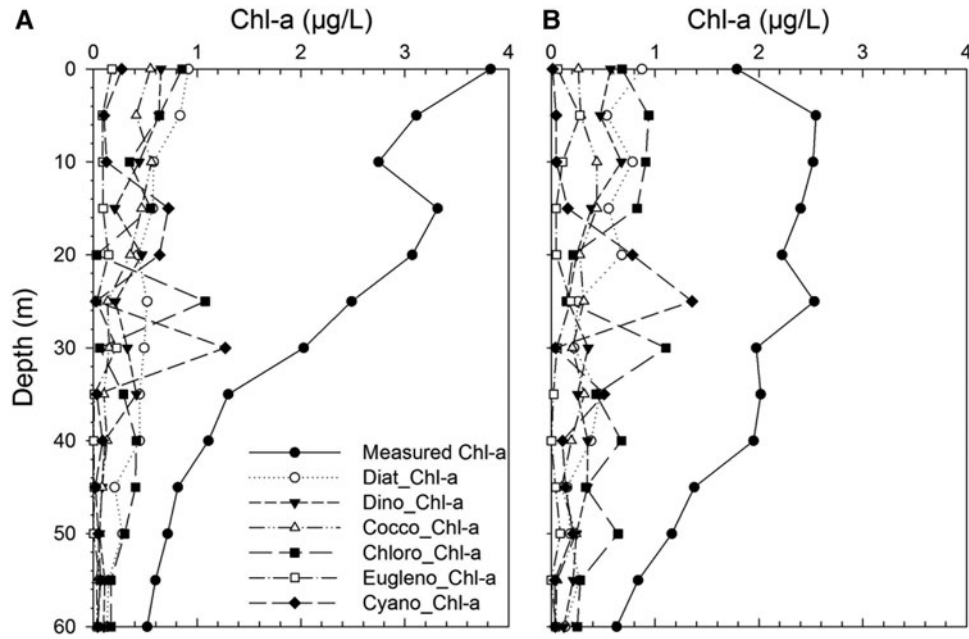 A Chl-a (µg/L) B Chl-a (µg/L)
0 1 2 3 4 0 1 2 3 4
0
10
20
30
40
50
60
Depth (m)
Measured Chl-a
Diat_Chl-a
Dino_Chl-a
Cocco_Chl-a
Chloro_Chl-a
Eugleno_Chl-a
Cyano_Chl-a